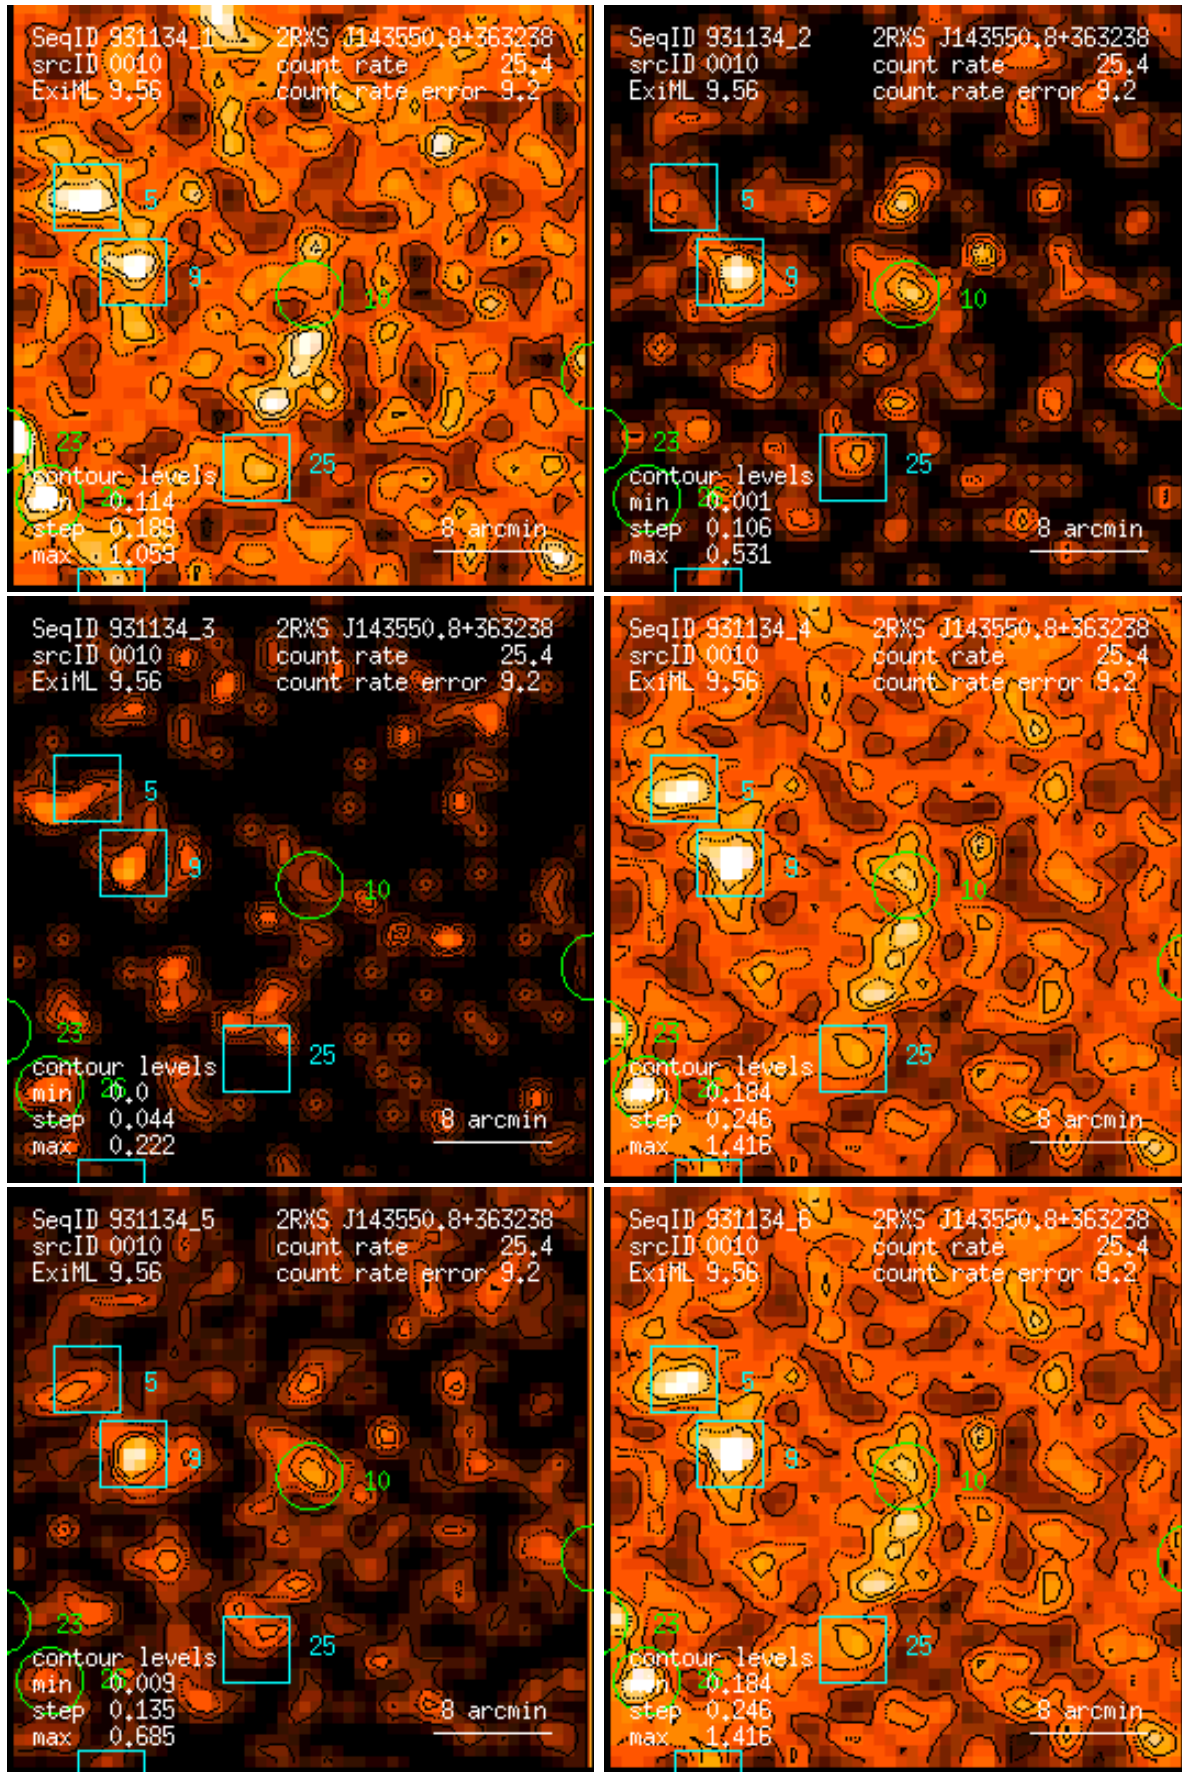 SeqID 931134_1 2RXS J143550.8+363238
srcID 0010 count rate 25.4
ExiML 9.56 count rate error 9.2
5
9
10
23
25
contour levels
min 0.114
step 0.189
max 1.059
8 arcmin
SeqID 931134_2 2RXS J143550.8+363238
srcID 0010 count rate 25.4
ExiML 9.56 count rate error 9.2
5
9
10
23
25
contour levels
min 0.001
step 0.106
max 0.531
8 arcmin
SeqID 931134_3 2RXS J143550.8+363238
srcID 0010 count rate 25.4
ExiML 9.56 count rate error 9.2
5
9
10
23
25
contour levels
min 0.0
26
step 0.044
max 0.222
8 arcmin
SeqID 931134_4 2RXS J143550.8+363238
srcID 0010 count rate 25.4
ExiML 9.56 count rate error 9.2
5
9
10
23
25
contour levels
min 0.184
step 0.246
max 1.416
8 arcmin
SeqID 931134_5 2RXS J143550.8+363238
srcID 0010 count rate 25.4
ExiML 9.56 count rate error 9.2
5
9
10
23
25
contour levels
min 0.009
step 0.135
max 0.685
8 arcmin
SeqID 931134_6 2RXS J143550.8+363238
srcID 0010 count rate 25.4
ExiML 9.56 count rate error 9.2
5
9
10
23
25
contour levels
min 0.184
step 0.246
max 1.416
8 arcmin